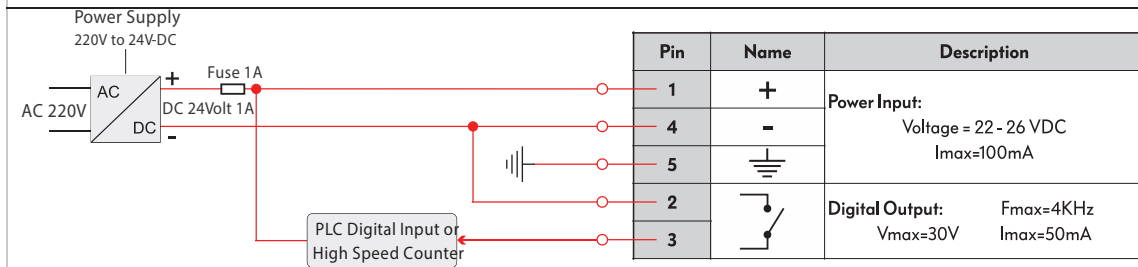 Power Supply
220V to 24V-DC
AC 220V
AC
DC
+
-
Fuse 1A
DC 24Volt 1A
PLC Digital Input or
High Speed Counter
Pin Name Description
1 +
4 -
5
2
3
Power Input:
Voltage = 22 - 26 VDC
Imax=100mA
Digital Output: Fmax=4KHz
Vmax=30V Imax=50mA